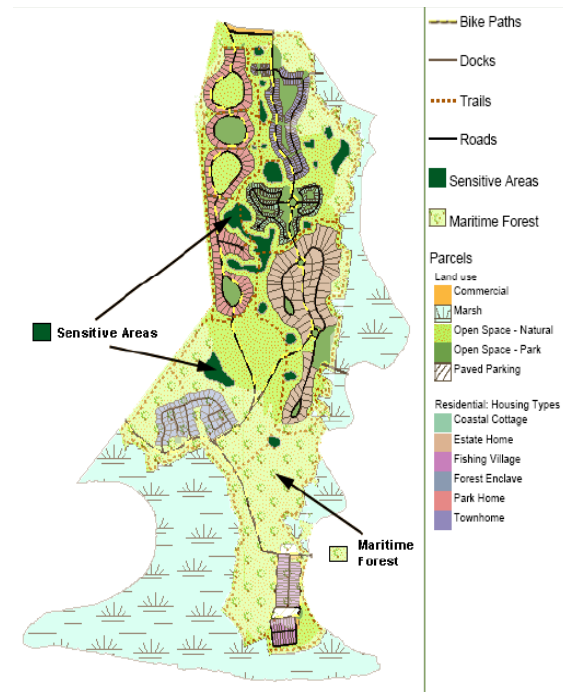 Bike Paths
Docks
Trails
Roads
Sensitive Areas
Maritime Forest
Parcels
Land use
Commercial
Marsh
Open Space - Natural
Open Space - Park
Paved Parking
Residential: Housing Types
Coastal Cottage
Estate Home
Fishing Village
Forest Enclave
Park Home
Townhome
Sensitive Areas
Maritime
Forest